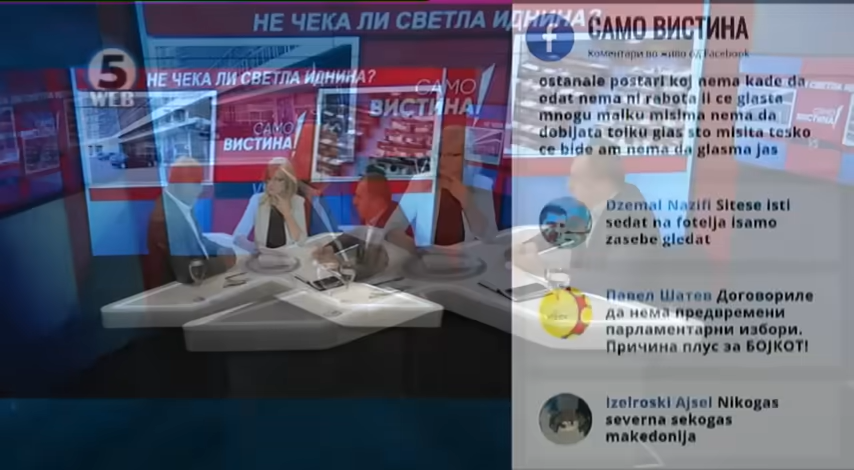 НЕ ЧЕКА ЛИ СВЕТЛА ИДНИНА?
5
WEB
НЕ ЧЕКА ЛИ СВЕТЛА ИДНИНА?
САМО
ВИСТИНА!
САМО
ВИСТИНА!
f
САМО ВИСТИНА
Коментари во живо од Facebook
ostanale postari koj nema kade da
odat nema ni rabota li ce glasta
mnogu malku mislma nema da
dobijata tolku glas sto mislta tesko
ce bide am nema da glasma jas
Dzemal Nazifi Sitese isti
sedat na fotelja isamo
zasebe gledat
Павел Шатев Договориле
да нема предвремени
парламентарни избори.
Причина плус за БОЈКОТ!
Izelroski Ajsel Nikogas
severna sekogas
makedonija